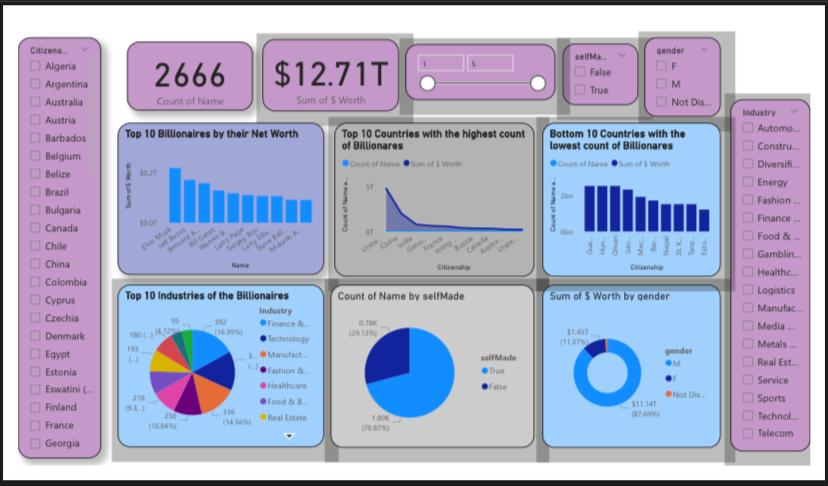 Citizens..
Algeria
Argentina
Australia
Austria
Barbados
Belgium
Belize
Brazil
Bulgaria
Canada
Chile
China
Colombia
Cyprus
Czechia
Denmark
Egypt
Estonia
Eswatini (...
Finland
France
Georgia
2666
Count of Name
$12.71T
Sum of $ Worth
1
5
selfMa...
False
True
gender
F
M
Not Dis...
Industry
Automo...
Constru...
Diversifi...
Energy
Fashion ...
Finance ...
Food & ...
Gamblin...
Healthc...
Logistics
Manufac...
Media ...
Metals ...
Real Est...
Service
Sports
Technol...
Telecom
Top 10 Billionaires by their Net Worth
Sum of $ Worth
$0.2T
$0.0T
Elon Musk
Jeff Bezos
Bernard A...
Bill Gates
Warren B...
Larry Page
Sergey Brin
Larry Ellis...
Steve Ball...
Mukesh A...
Name
Top 10 Countries with the highest count
of Billionares
Count of Name
Sum of $ Worth
Count of Name a...
5T
0T
Unite...
China
India
Germ...
France
Hong ...
Russia
Canada
Austra...
Unite...
Citizenship
Bottom 10 Countries with the
lowest count of Billionares
Count of Name
Sum of $ Worth
Count of Name a...
2bn
0bn
Gue...
Hun...
Oman
Liec...
Mac...
Bar...
Nepal
St. K...
Tanz...
Esto...
Citizenship
Top 10 Industries of the Billionaires
95
(4.12%)
392
(16.99%)
180 (...)
193
(...)
3...
(...)
216
(9.3...)
250
(10.84%)
336
(14.56%)
Industry
Finance &...
Technology
Manufact...
Fashion &...
Healthcare
Food & B...
Real Estate
Count of Name by selfMade
0.78K
(29.13%)
1.89K
(70.87%)
selfMade
True
False
Sum of $ Worth by gender
$1.45T
(11.37%)
$11.14T
(87.69%)
gender
M
F
Not Dis...